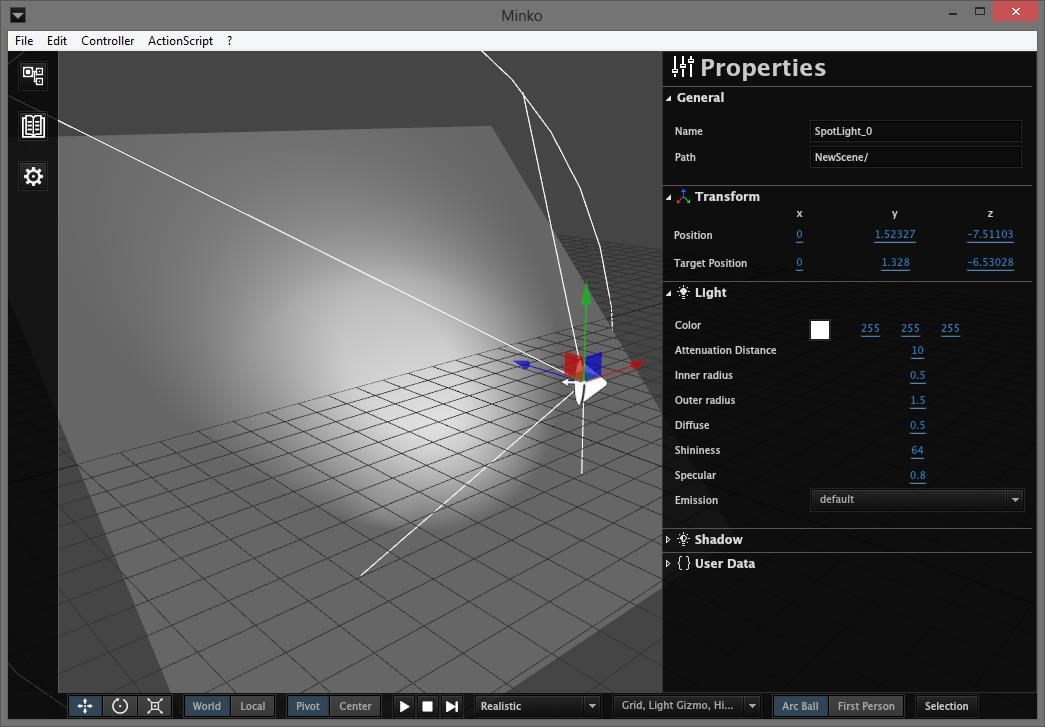 Minko
File Edit Controller ActionScript ?
Properties
General
Name SpotLight_0
Path NewScene/
Transform
x y z
Position 0 1.52327 -7.51103
Target Position 0 1.328 -6.53028
Light
Color 255 255 255
Attenuation Distance 10
Inner radius 0.5
Outer radius 1.5
Diffuse 0.5
Shininess 64
Specular 0.8
Emission default
Shadow
{} User Data
World Local Pivot Center Realistic Grid, Light Gizmo, Hi... Arc Ball First Person Selection